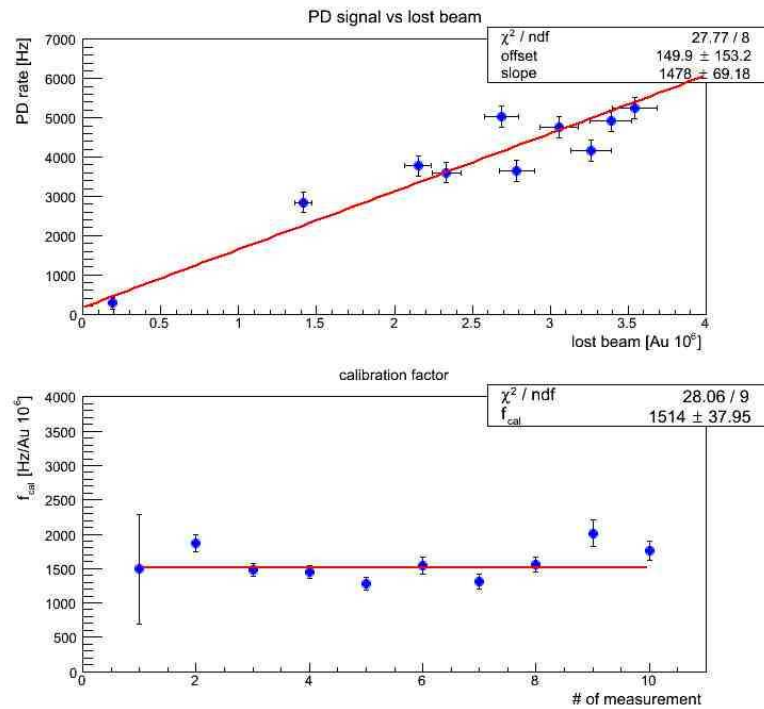 PD signal vs lost beam
χ² / ndf 27.77 / 8
offset 149.9 ± 153.2
slope 1478 ± 69.18
PD rate [Hz]
7000
6000
5000
4000
3000
2000
1000
0
0 0.5 1 1.5 2 2.5 3 3.5 4
lost beam [Au 10⁶]
calibration factor
χ² / ndf 28.06 / 9
f_cal 1514 ± 37.95
f_cal [Hz/Au 10⁶]
4000
3500
3000
2500
2000
1500
1000
500
0
0 2 4 6 8 10
# of measurement